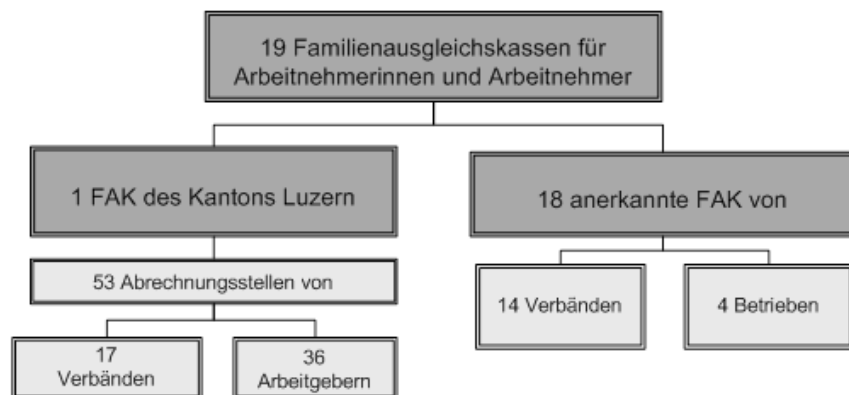 19 Familienausgleichskassen für
Arbeitnehmerinnen und Arbeitnehmer
1 FAK des Kantons Luzern
18 anerkannte FAK von
53 Abrechnungsstellen von
14 Verbänden
4 Betrieben
17
Verbänden
36
Arbeitgebern